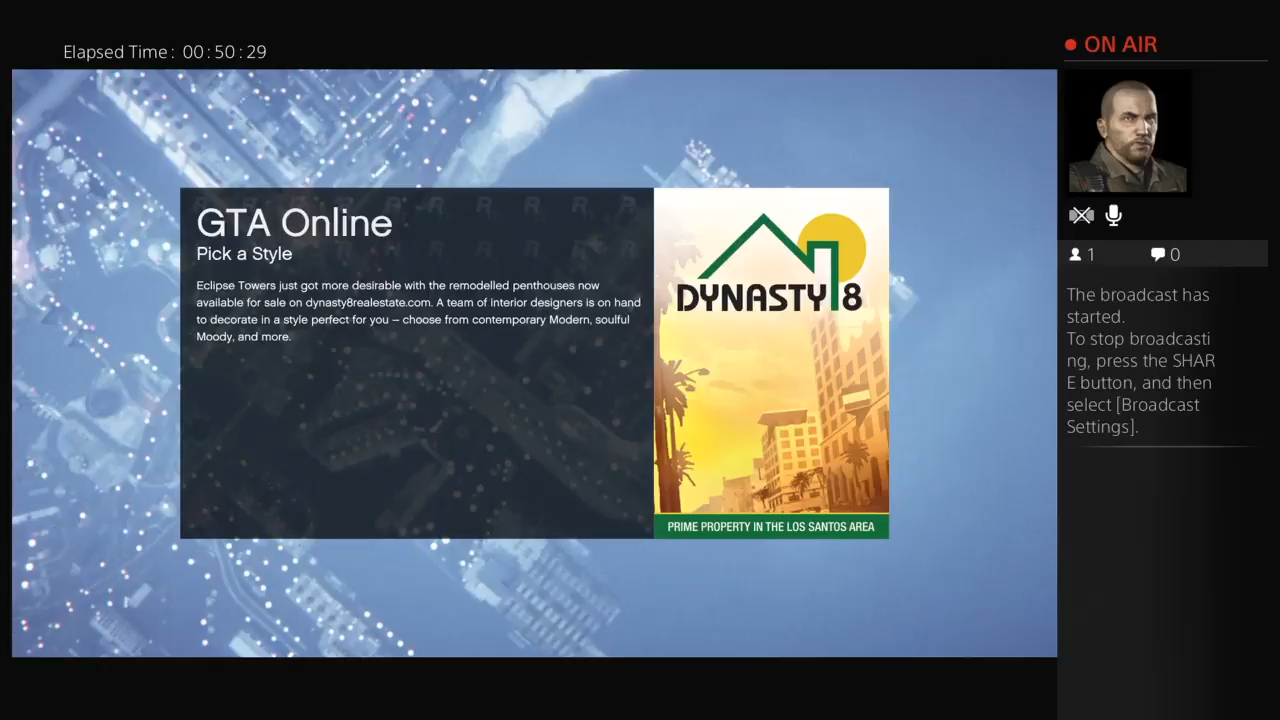 Elapsed Time: 00:50:29
ON AIR
GTA Online
Pick a Style
Eclipse Towers just got more desirable with the remodelled penthouses now
available for sale on dynasty8realestate.com. A team of interior designers is on hand
to decorate in a style perfect for you – choose from contemporary Modern, soulful
Moody, and more.
DYNASTY 8
PRIME PROPERTY IN THE LOS SANTOS AREA
1
0
The broadcast has
started.
To stop broadcasti
ng, press the SHAR
E button, and then
select [Broadcast
Settings].